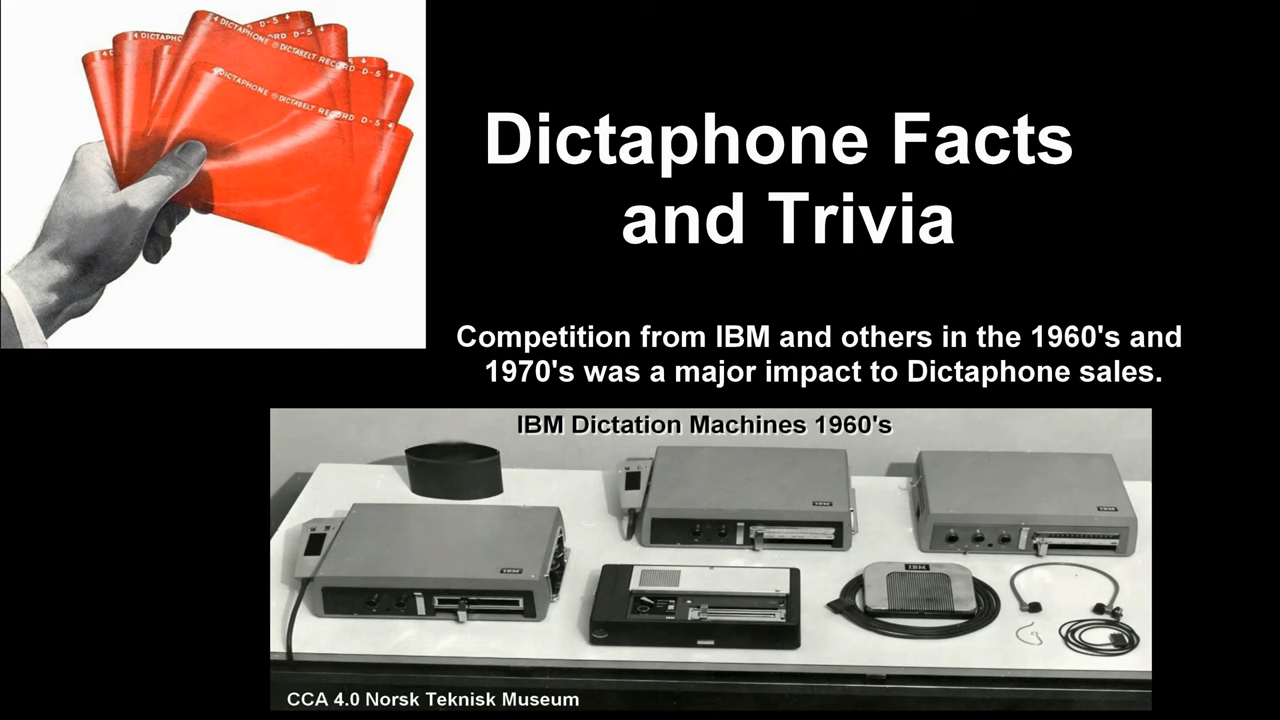 4 DICTAPHONE ® DICTABELT RECORD D-5 ↓
4 DICTAPHONE ® DICTABELT RECORD D-5 ↓
Dictaphone Facts
and Trivia
Competition from IBM and others in the 1960's and
1970's was a major impact to Dictaphone sales.
IBM Dictation Machines 1960's
IBM
IBM
IBM
IBM
CCA 4.0 Norsk Teknisk Museum